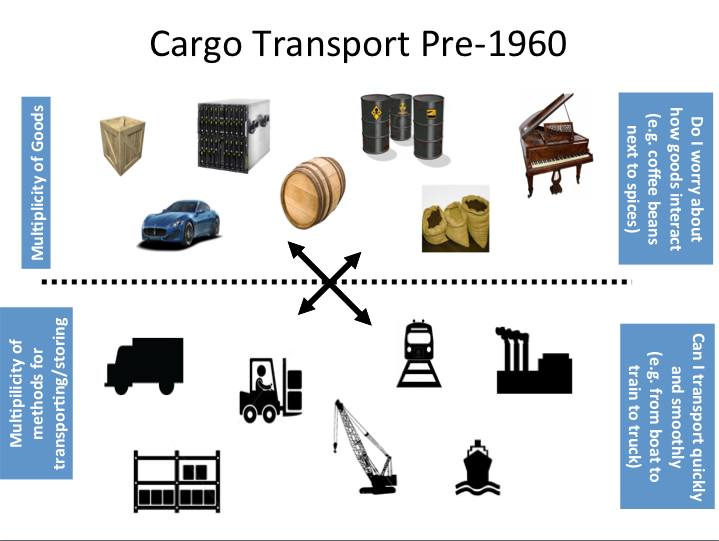 Cargo Transport Pre-1960
Multiplicity of Goods
Do I worry about
how goods interact
(e.g. coffee beans
next to spices)
Multipilicity of
methods for
transporting/storing
Can I transport quickly
and smoothly
(e.g. from boat to
train to truck)